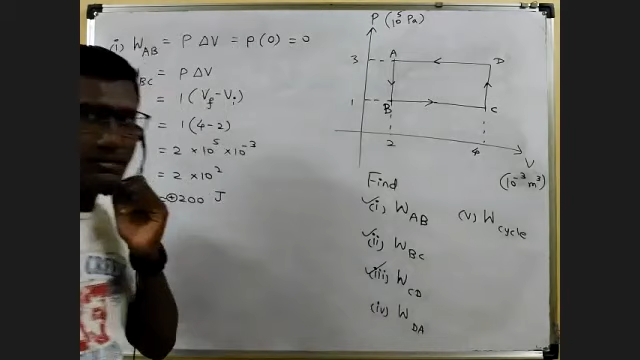 (i) W_AB = P ΔV = P(0) = 0
BC = P ΔV
= 1(V_f - V_i)
= 1(4-2)
= 2 × 10^5 × 10^-3
= 2 × 10^2
= ⊕200 J
P (10^5 Pa)
3 A D
1 B C
2 4 V
(10^-3 m^3)
Find
(i) W_AB (v) W_cycle
(ii) W_BC
(iii) W_CD
(iv) W_DA